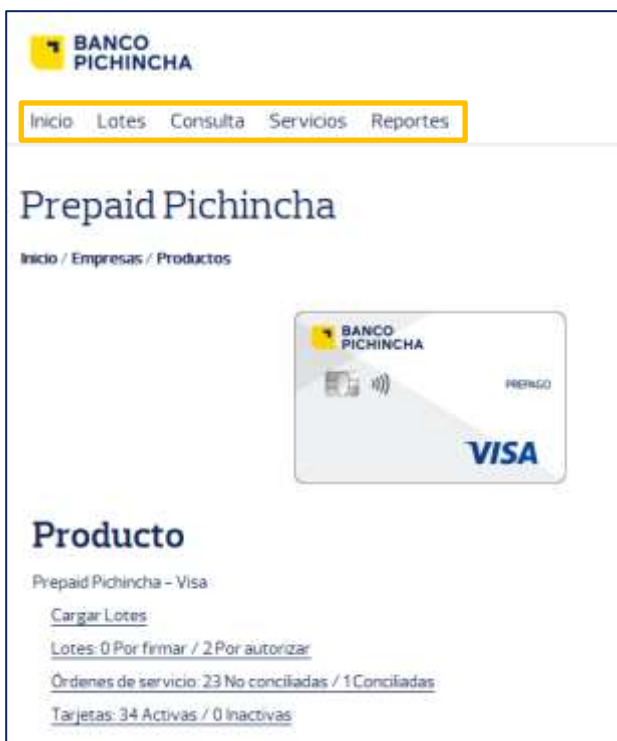 BANCO
PICHINCHA
Inicio Lotes Consulta Servicios Reportes
Prepaid Pichincha
Inicio / Empresas / Productos
BANCO
PICHINCHA
PREPAGO
VISA
Producto
Prepaid Pichincha – Visa
Cargar Lotes
Lotes: 0 Por firmar / 2 Por autorizar
Órdenes de servicio: 23 No conciliadas / 1 Conciliadas
Tarjetas: 34 Activas / 0 Inactivas